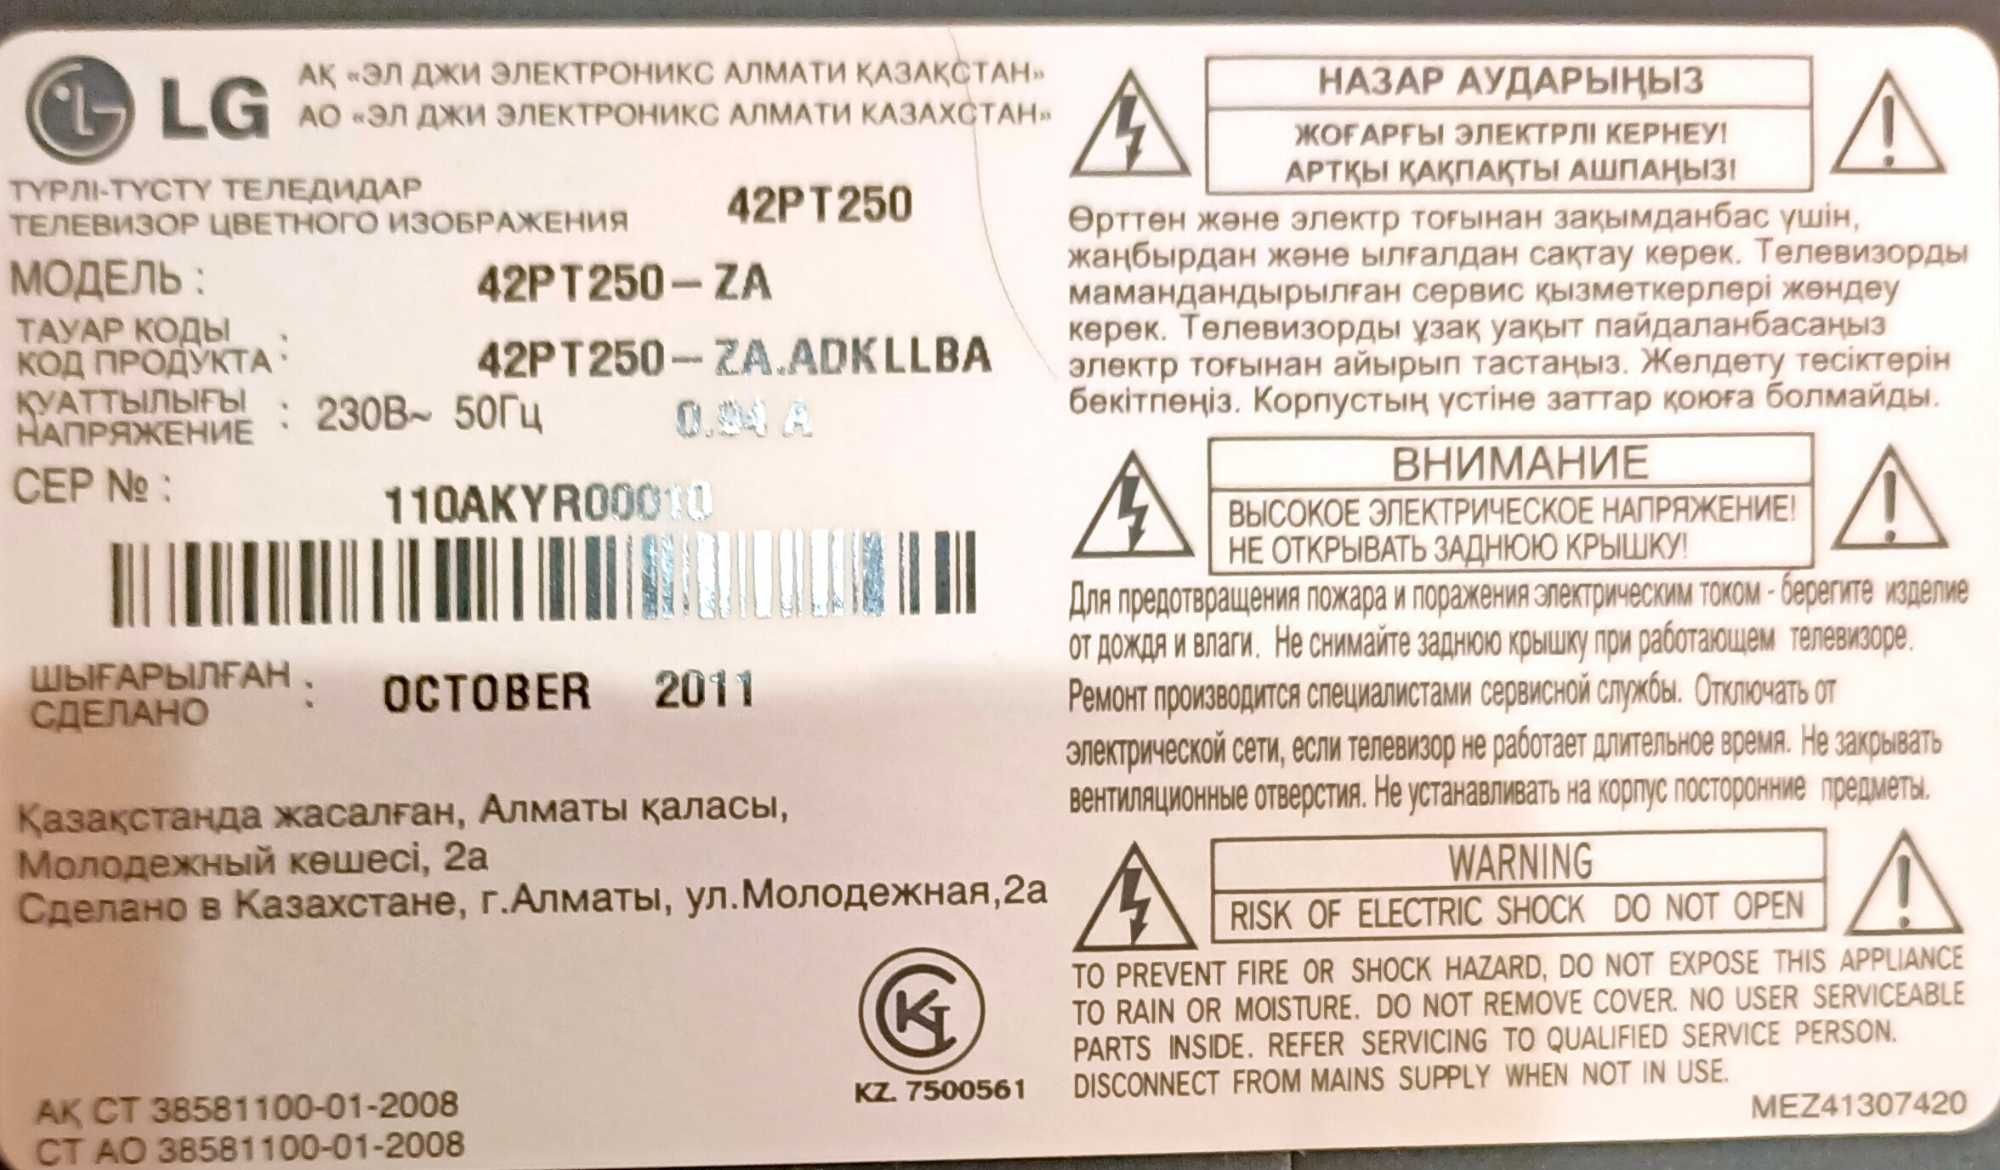 LG
АҚ «ЭЛ ДЖИ ЭЛЕКТРОНИКС АЛМАТИ ҚАЗАҚСТАН»
АО «ЭЛ ДЖИ ЭЛЕКТРОНИКС АЛМАТИ КАЗАХСТАН»
ТҮРЛІ-ТҮСТҮ ТЕЛЕДИДАР
ТЕЛЕВИЗОР ЦВЕТНОГО ИЗОБРАЖЕНИЯ
42PT250
МОДЕЛЬ : 42PT250-ZA
ТАУАР КОДЫ
КОД ПРОДУКТА : 42PT250-ZA.ADKLLBA
ҚУАТТЫЛЫҒЫ
НАПРЯЖЕНИЕ : 230В~ 50Гц 0.94 A
СЕР № : 110AKYR00010
ШЫҒАРЫЛҒАН
СДЕЛАНО : OCTOBER 2011
Қазақстанда жасалған, Алматы қаласы,
Молодежный көшесі, 2а
Сделано в Казахстане, г.Алматы, ул.Молодежная,2а
KZ. 7500561
АҚ СТ 38581100-01-2008
СТ АО 38581100-01-2008
НАЗАР АУДАРЫҢЫЗ
ЖОҒАРҒЫ ЭЛЕКТРЛІ КЕРНЕУ!
АРТҚЫ ҚАҚПАҚТЫ АШПАҢЫЗ!
Өрттен және электр тоғынан зақымданбас үшін,
жаңбырдан және ылғалдан сақтау керек. Телевизорды
мамандандырылған сервис қызметкерлері жөндеу
керек. Телевизорды ұзақ уақыт пайдаланбасаңыз
электр тоғынан айырып тастаңыз. Желдету тесіктерін
бекітпеңіз. Корпустың үстіне заттар қоюға болмайды.
ВНИМАНИЕ
ВЫСОКОЕ ЭЛЕКТРИЧЕСКОЕ НАПРЯЖЕНИЕ!
НЕ ОТКРЫВАТЬ ЗАДНЮЮ КРЫШКУ!
Для предотвращения пожара и поражения электрическим током - берегите изделие
от дождя и влаги. Не снимайте заднюю крышку при работающем телевизоре.
Ремонт производится специалистами сервисной службы. Отключать от
электрической сети, если телевизор не работает длительное время. Не закрывать
вентиляционные отверстия. Не устанавливать на корпус посторонние предметы.
WARNING
RISK OF ELECTRIC SHOCK DO NOT OPEN
TO PREVENT FIRE OR SHOCK HAZARD, DO NOT EXPOSE THIS APPLIANCE
TO RAIN OR MOISTURE. DO NOT REMOVE COVER. NO USER SERVICEABLE
PARTS INSIDE. REFER SERVICING TO QUALIFIED SERVICE PERSON.
DISCONNECT FROM MAINS SUPPLY WHEN NOT IN USE.
MEZ41307420